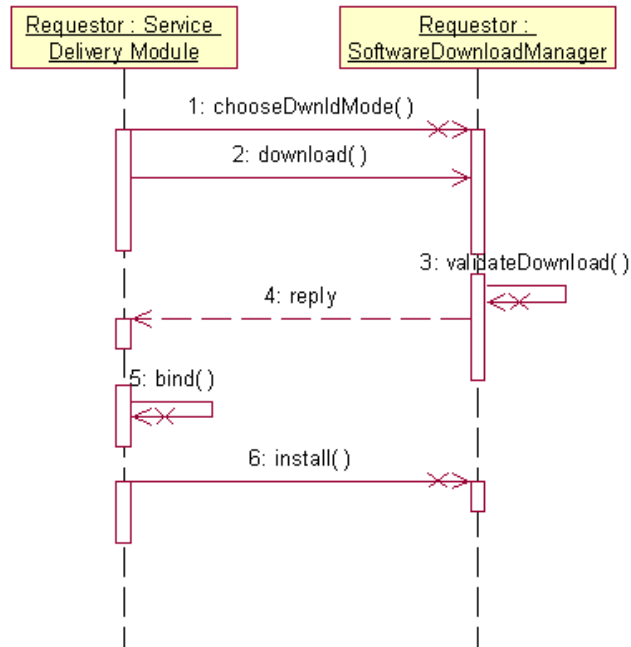 Requestor : Service
Delivery Module
Requestor :
SoftwareDownloadManager
1: chooseDwnldMode( )
2: download( )
3: validateDownload( )
4: reply
5: bind( )
6: install( )